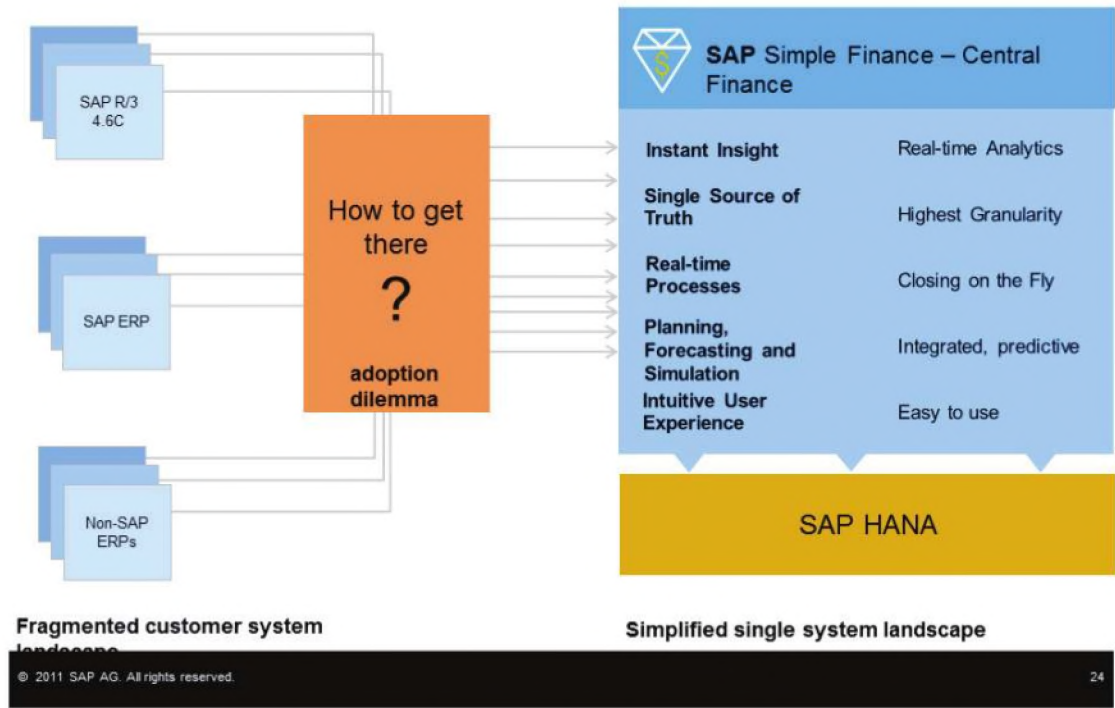 SAP R/3
4.6C
SAP ERP
Non-SAP
ERPs
How to get
there
?
adoption
dilemma
$
SAP Simple Finance – Central
Finance
Instant Insight
Real-time Analytics
Single Source of
Truth
Highest Granularity
Real-time
Processes
Closing on the Fly
Planning,
Forecasting and
Simulation
Integrated, predictive
Intuitive User
Experience
Easy to use
SAP HANA
Fragmented customer system
landscape
Simplified single system landscape
© 2011 SAP AG. All rights reserved.
24